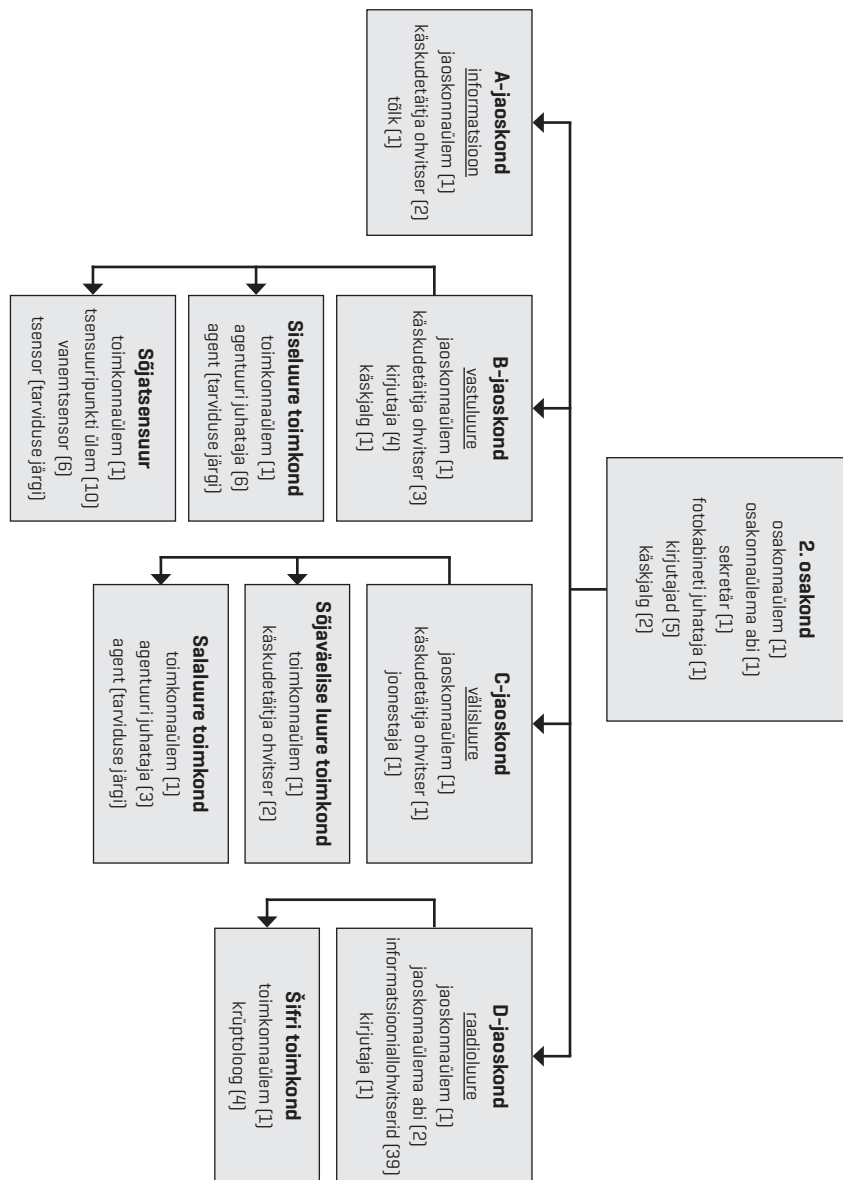 2. osakond
osakonnaülem (1)
osakonnaülema abi (1)
sekretär (1)
fotokabineti juhataja (1)
kirjutajad (5)
käskjalg (2)
A-jaoskond
informatsioon
jaoskonnaülem (1)
käskudetäitja ohvitser (2)
tõlk (1)
B-jaoskond
vastuluure
jaoskonnaülem (1)
käskudetäitja ohvitser (3)
kirjutaja (4)
käskjalg (1)
Siseluure toimkond
toimkonnaülem (1)
agentuuri juhataja (6)
agent (tarviduse järgi)
Sõjatsensuur
toimkonnaülem (1)
tsensuuripunkti ülem (10)
vanemtsensor (6)
tsensor (tarviduse järgi)
C-jaoskond
välisluure
jaoskonnaülem (1)
käskudetäitja ohvitser (1)
joonestaja (1)
Sõjaväelise luure toimkond
toimkonnaülem (1)
käskudetäitja ohvitser (2)
Salaluure toimkond
toimkonnaülem (1)
agentuuri juhataja (3)
agent (tarviduse järgi)
D-jaoskond
raadioluure
jaoskonnaülem (1)
jaoskonnaülema abi (2)
informatsiooniallohvitserid (39)
kirjutaja (1)
Šifri toimkond
toimkonnaülem (1)
krüptoloog (4)